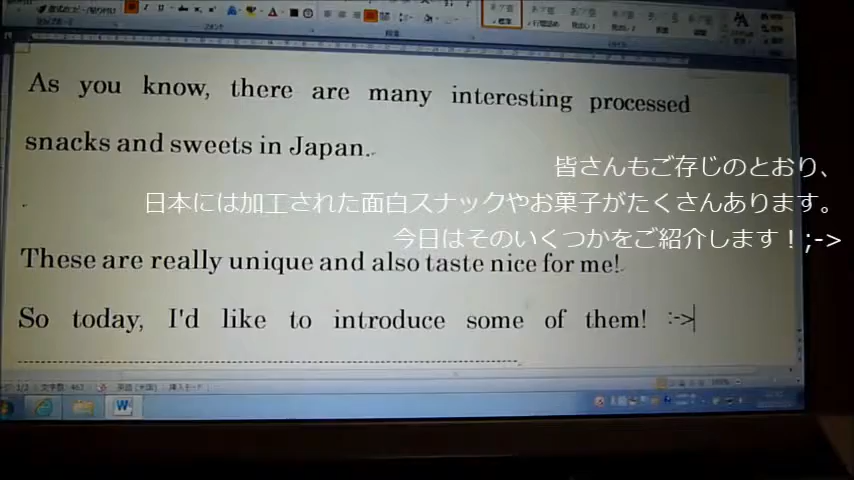 As you know, there are many interesting processed
snacks and sweets in Japan.
皆さんもご存じのとおり、
日本には加工された面白スナックやお菓子がたくさんあります。
今日はそのいくつかをご紹介します！;->
These are really unique and also taste nice for me!
So today, I'd like to introduce some of them! :->